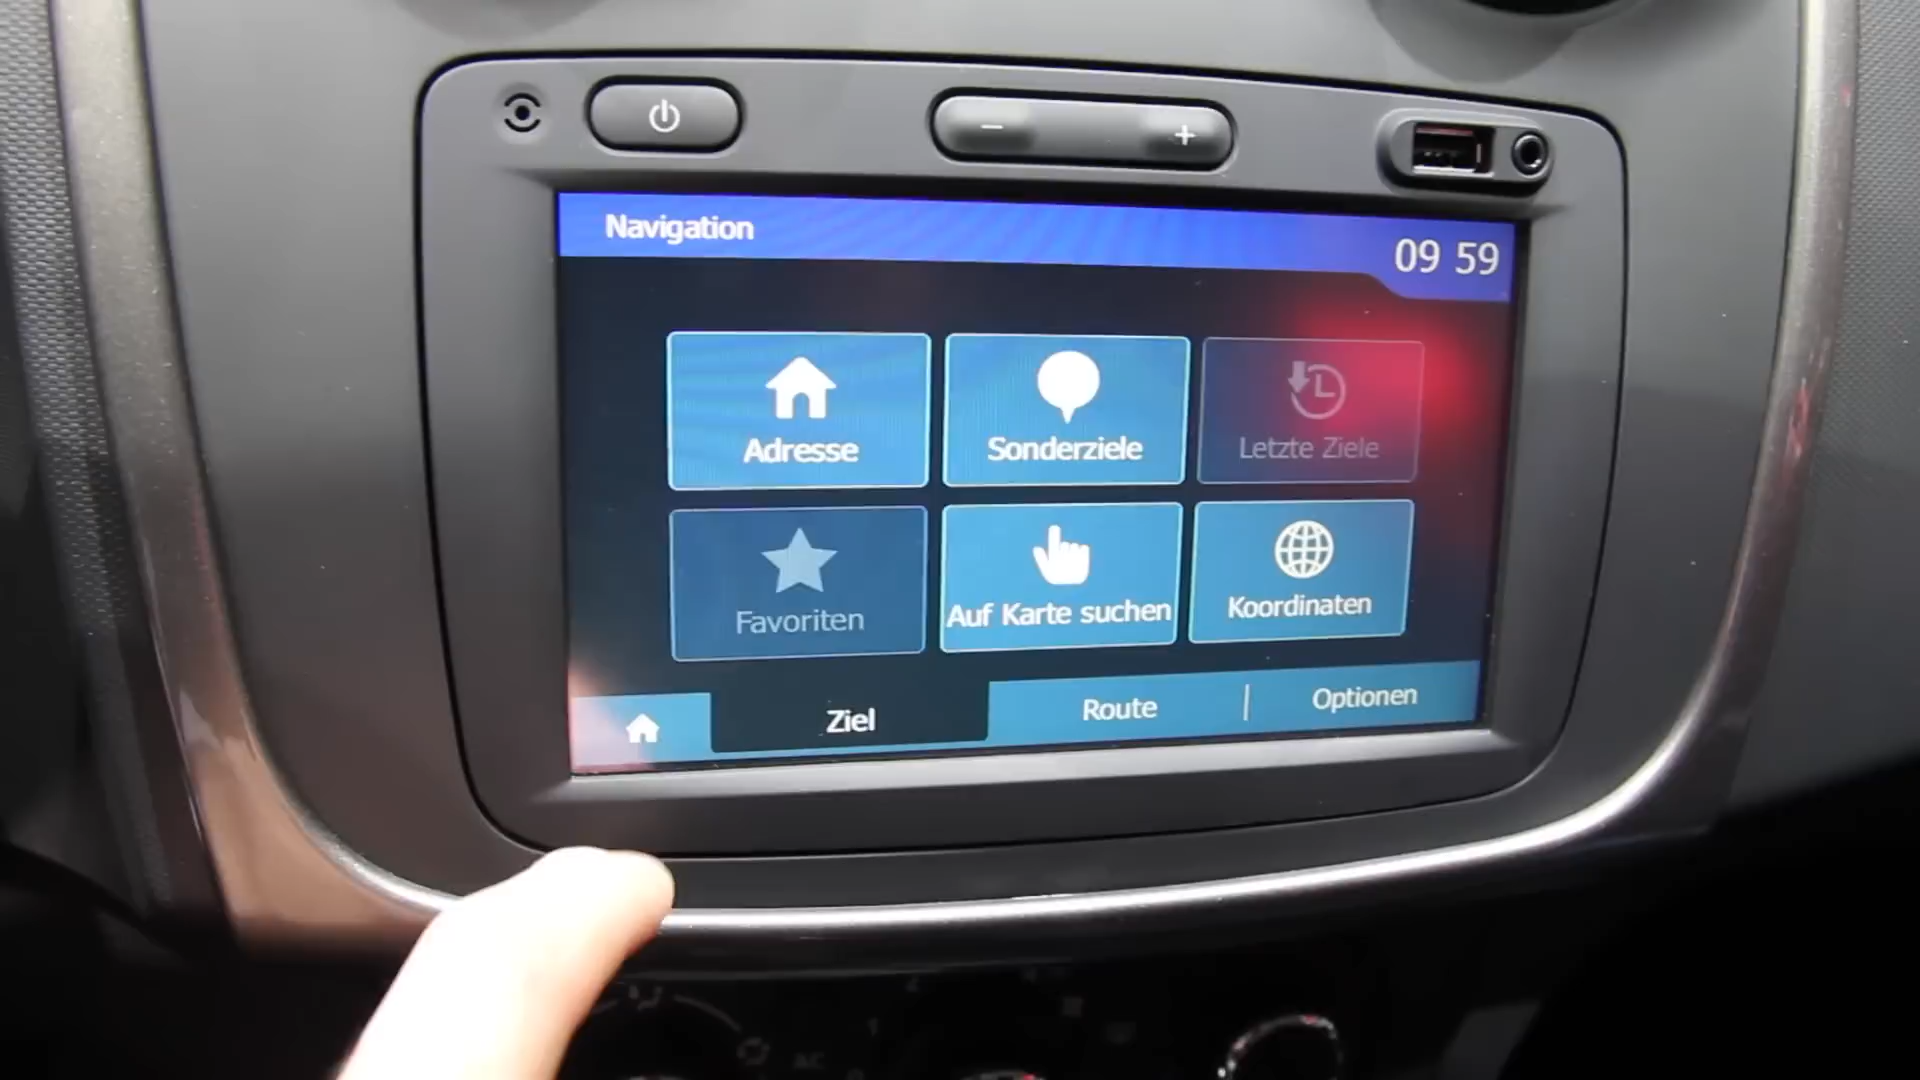 Navigation
09 59
Adresse
Sonderziele
Letzte Ziele
Favoriten
Auf Karte suchen
Koordinaten
Ziel
Route
Optionen